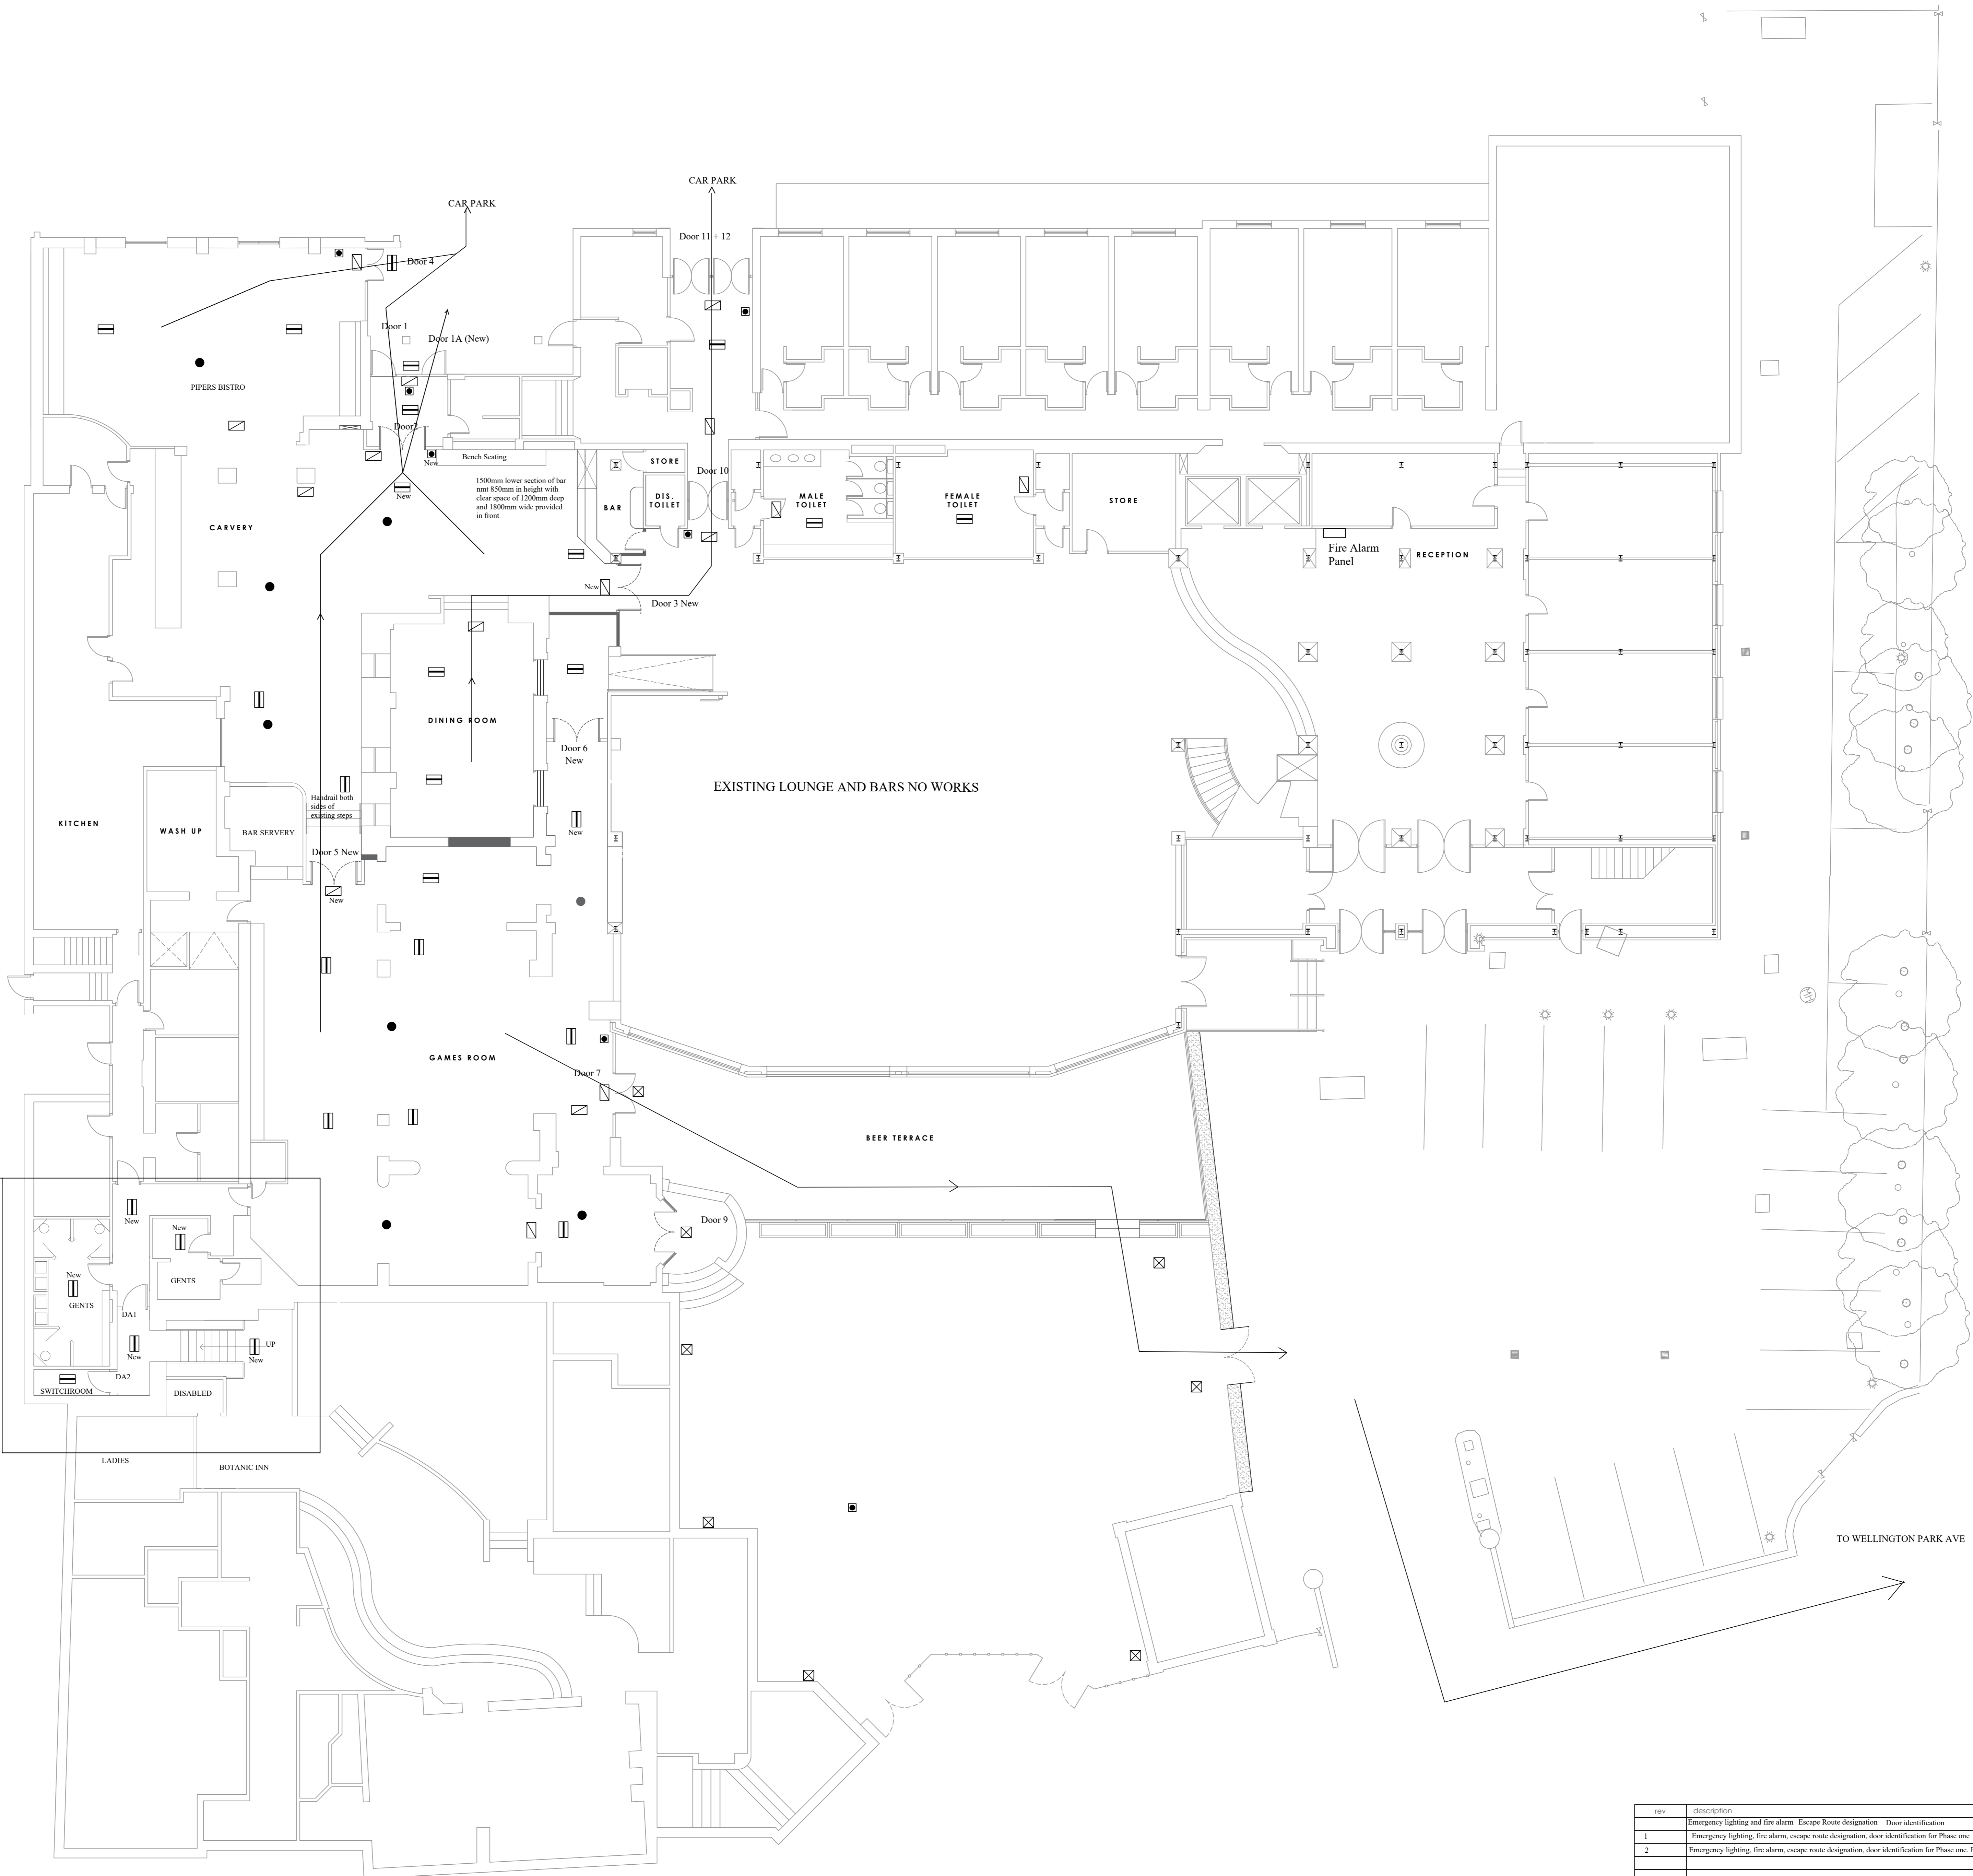 CAR PARK
CAR PARK
Door 11 + 12
Door 4
Door 1
Door 1A (New)
PIPERS BISTRO
Door2
New
Bench Seating
New
1500mm lower section of bar
nmt 850mm in height with
clear space of 1200mm deep
and 1800mm wide provided
in front
STORE
BAR
DIS.
TOILET
Door 10
MALE
TOILET
FEMALE
TOILET
STORE
CARVERY
Fire Alarm
Panel
RECEPTION
New
Door 3 New
DINING ROOM
Door 6
New
EXISTING LOUNGE AND BARS NO WORKS
Handrail both
sides of
existing steps
New
KITCHEN
WASH UP
BAR SERVERY
Door 5 New
New
GAMES ROOM
Door 7
BEER TERRACE
Door 9
New
New
New
GENTS
GENTS
DA1
UP
New
New
DA2
SWITCHROOM
DISABLED
LADIES
BOTANIC INN
TO WELLINGTON PARK AVE
rev description
Emergency lighting and fire alarm Escape Route designation Door identification
1 Emergency lighting, fire alarm, escape route designation, door identification for Phase one
2 Emergency lighting, fire alarm, escape route designation, door identification for Phase one.